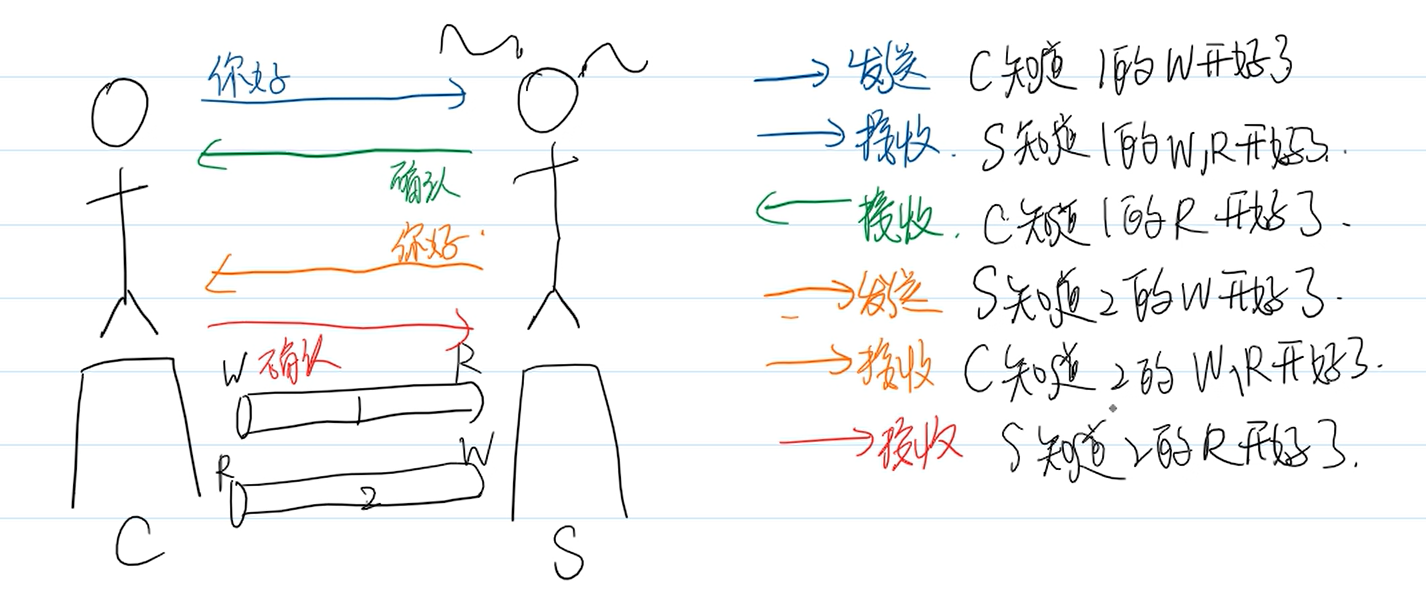 你好
确认
你好
确认
W R
1
R W
2
C S
发送 C知道1的W开好了
接收. S知道1的W,R开好了.
接收. C知道1的R开好了.
发送 S知道2的W开好了.
接收 C知道2的W,R开好了.
接收 S知道2的R开好了.